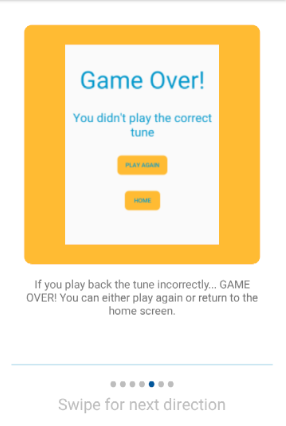 Game Over!
You didn't play the correct
tune
PLAY AGAIN
HOME
If you play back the tune incorrectly... GAME
OVER! You can either play again or return to the
home screen.
Swipe for next direction